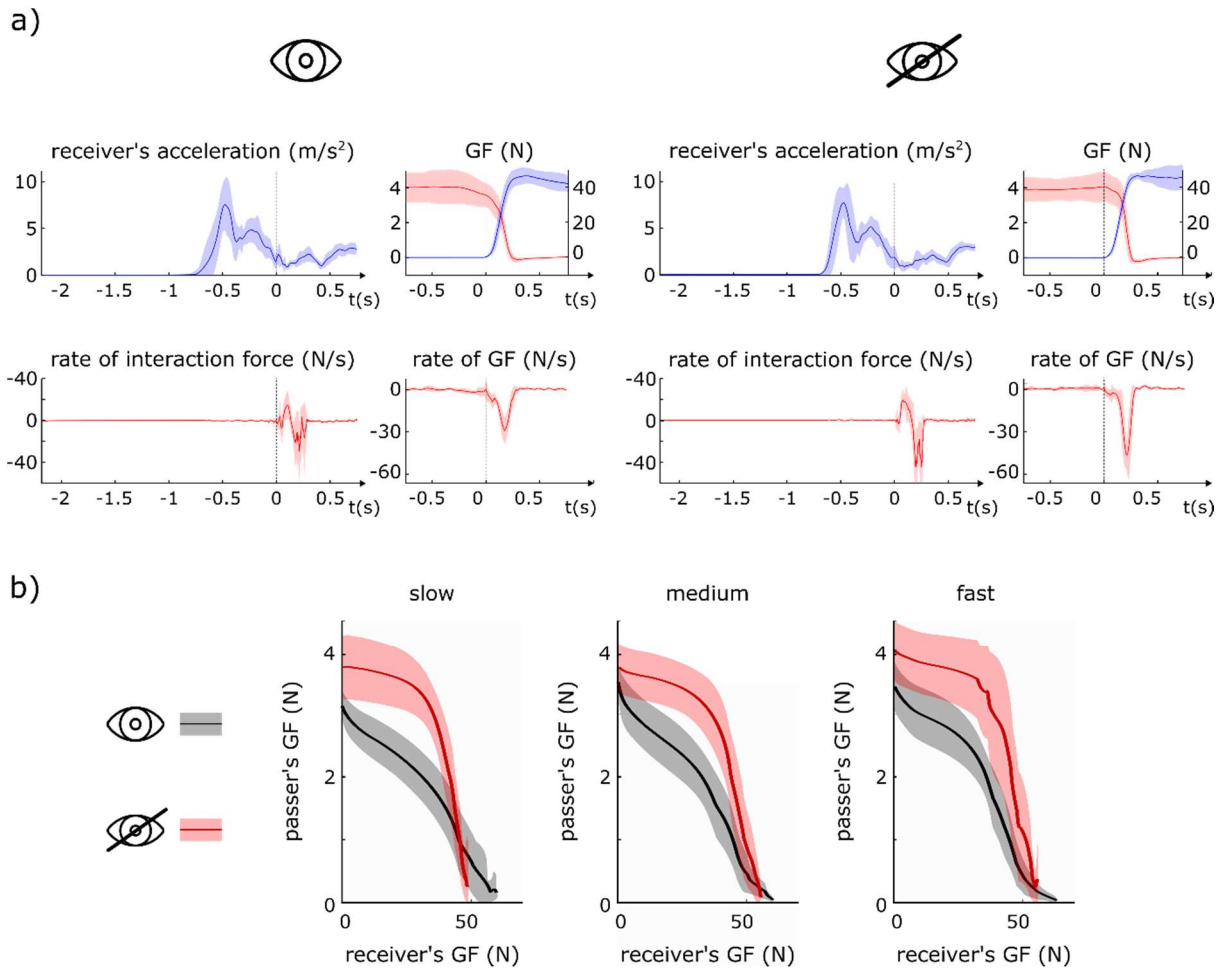 a)
receiver's acceleration (m/s²) GF (N) receiver's acceleration (m/s²) GF (N)
10 4 40 10 4 40
5 2 20 5 2 20
0 0 0 0 0 0
-2 -1.5 -1 -0.5 0 0.5 -0.5 0 0.5 -2 -1.5 -1 -0.5 0 0.5 -0.5 0 0.5
t(s) t(s) t(s) t(s)
rate of interaction force (N/s) rate of GF (N/s) rate of interaction force (N/s) rate of GF (N/s)
-40 0 -40 0
0 -30 0 -30
-40 -60 -40 -60
-2 -1.5 -1 -0.5 0 0.5 -0.5 0 0.5 -2 -1.5 -1 -0.5 0 0.5 -0.5 0 0.5
t(s) t(s) t(s) t(s)
b)
slow medium fast
4 4 4
passer's GF (N) passer's GF (N) passer's GF (N)
2 2 2
0 0 0
0 50 0 50 0 50
receiver's GF (N) receiver's GF (N) receiver's GF (N)